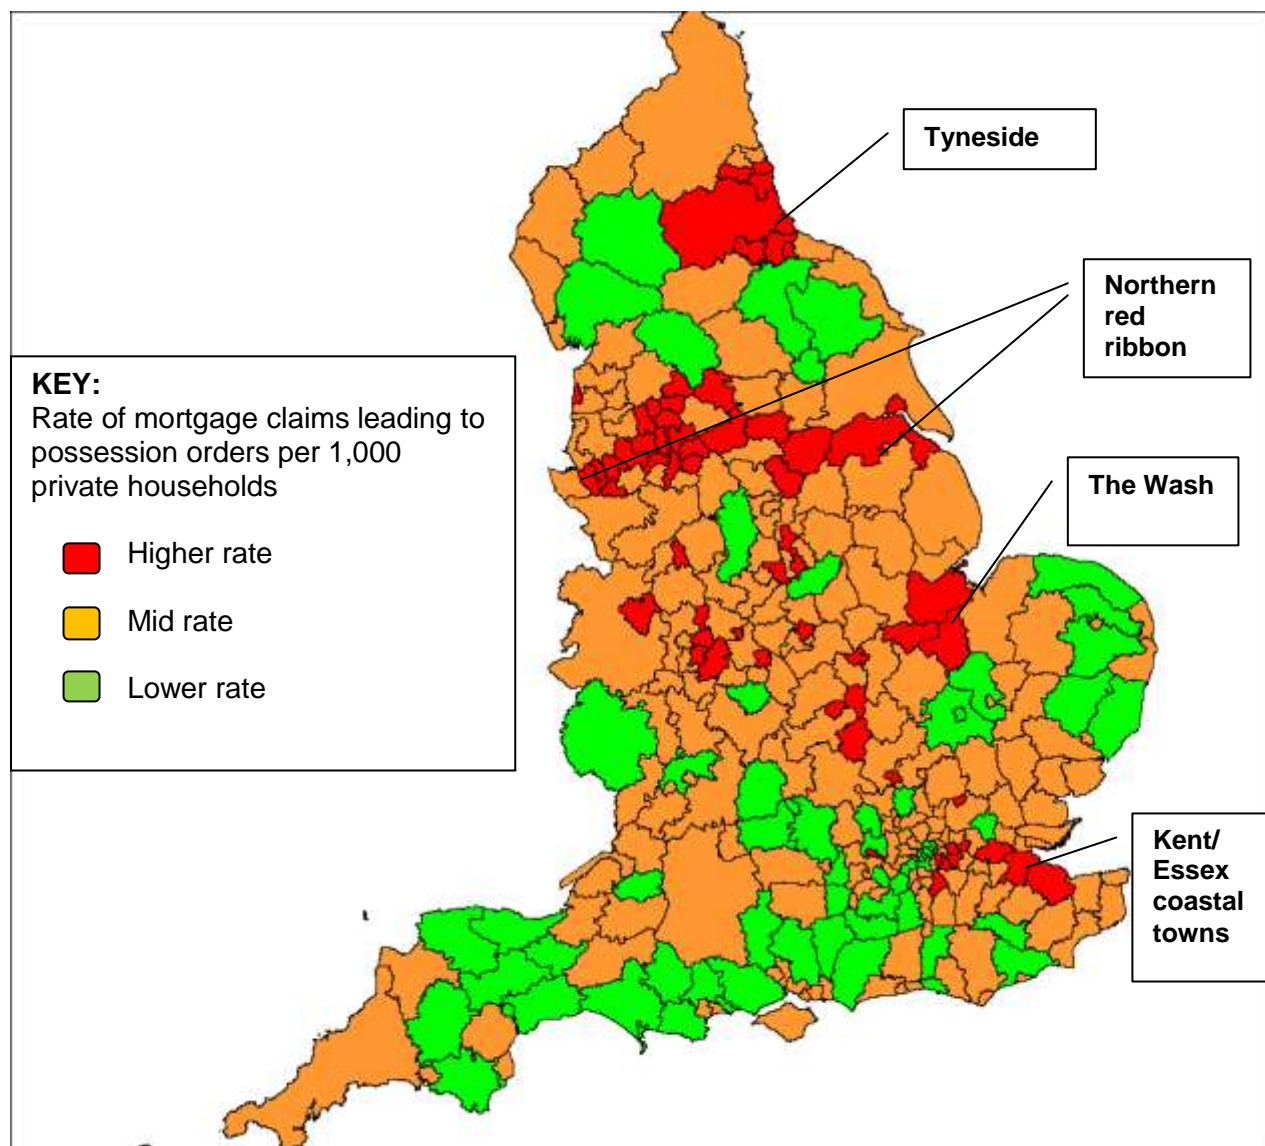 Tyneside
Northern
red
ribbon
KEY:
Rate of mortgage claims leading to
possession orders per 1,000
private households
Higher rate
Mid rate
Lower rate
The Wash
Kent/
Essex
coastal
towns